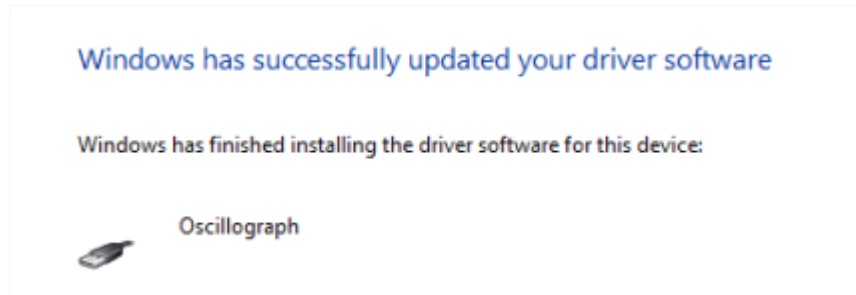 Windows has successfully updated your driver software
Windows has finished installing the driver software for this device:
Oscillograph